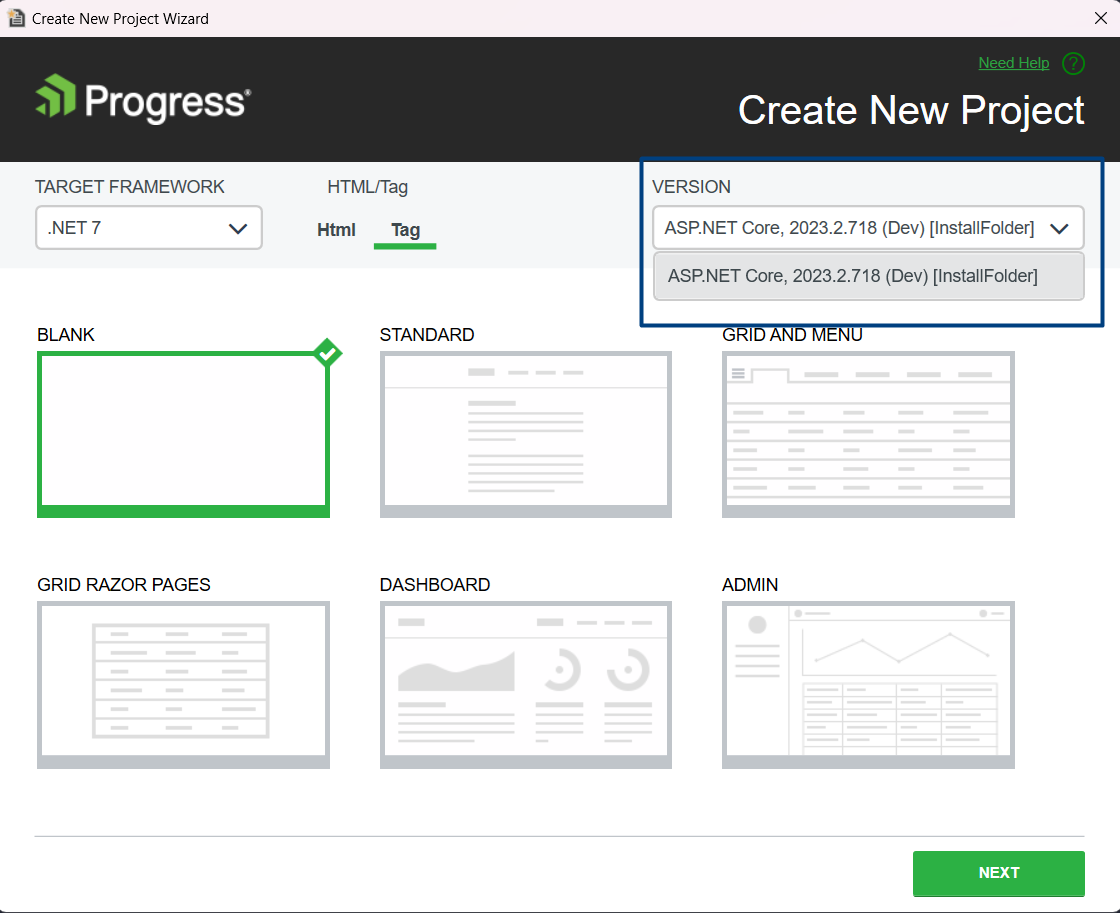 Create New Project Wizard
Need Help ?
Progress®
Create New Project
TARGET FRAMEWORK
HTML/Tag
VERSION
.NET 7
Html
Tag
ASP.NET Core, 2023.2.718 (Dev) [InstallFolder]
ASP.NET Core, 2023.2.718 (Dev) [InstallFolder]
BLANK
STANDARD
GRID AND MENU
GRID RAZOR PAGES
DASHBOARD
ADMIN
NEXT